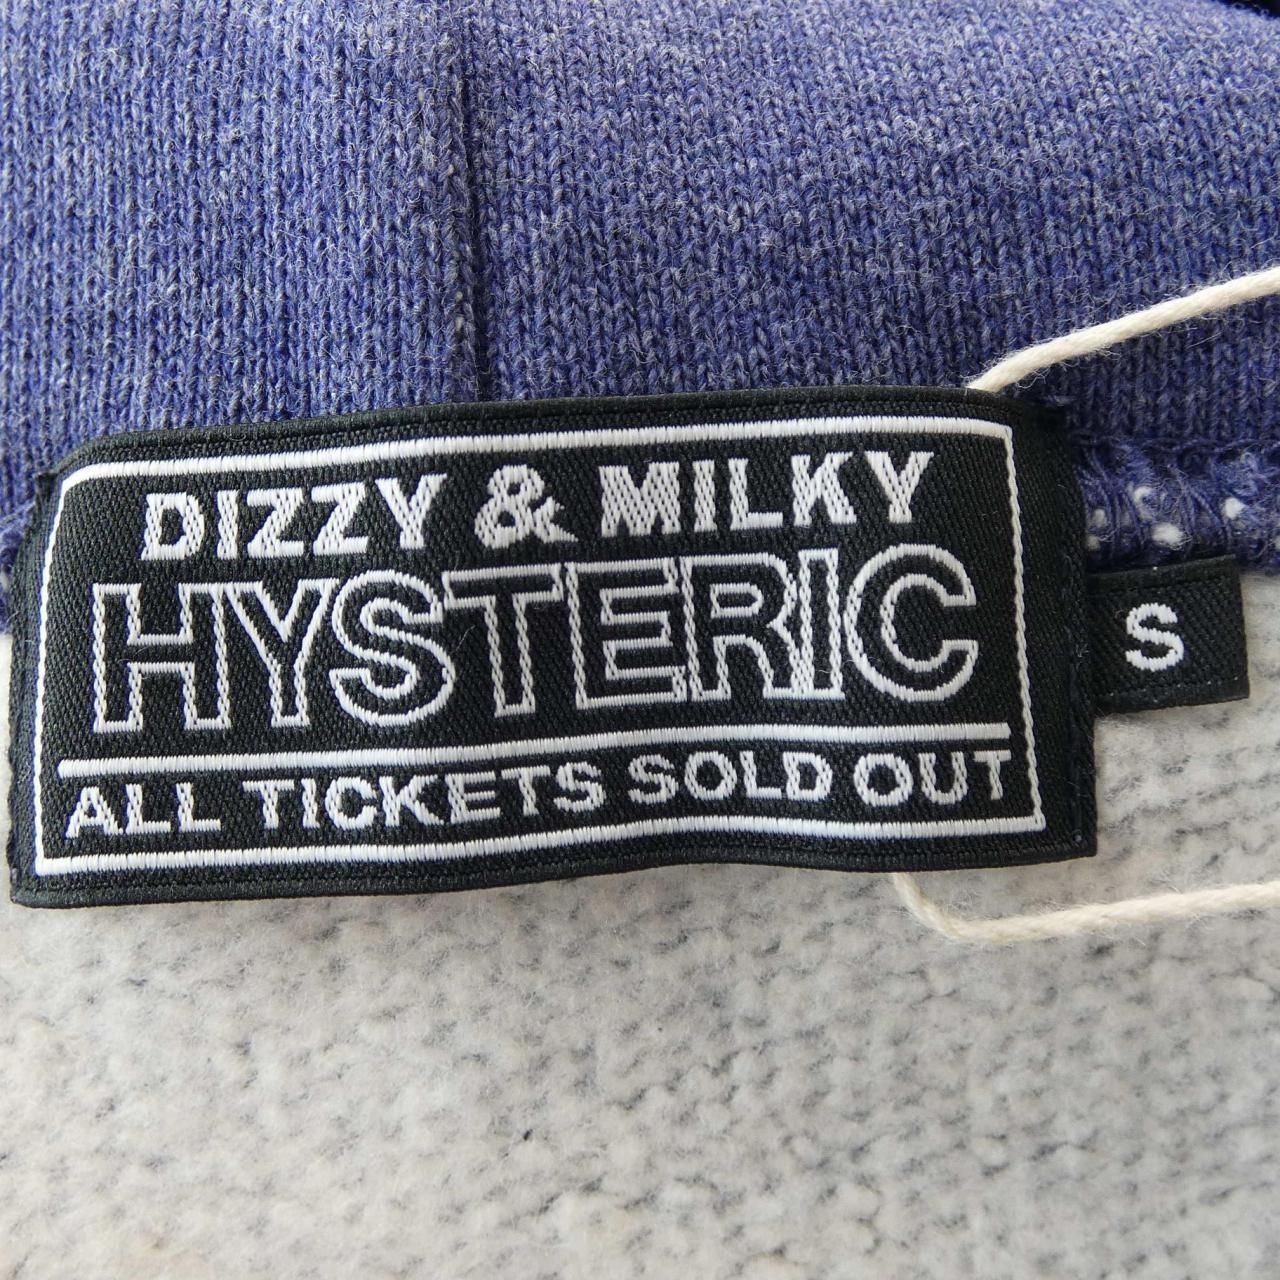 DIZZY & MILKY
HYSTERIC
ALL TICKETS SOLD OUT
S